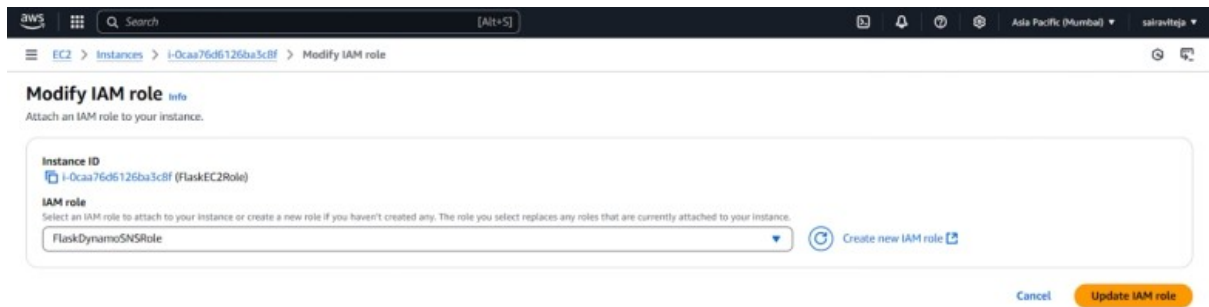 aws Search [Alt+S] Asia Pacific (Mumbai) sairaviteja
EC2 > Instances > i-0caa76d6126ba3c8f > Modify IAM role
Modify IAM role Info
Attach an IAM role to your instance.
Instance ID
i-0caa76d6126ba3c8f (FlaskEC2Role)
IAM role
Select an IAM role to attach to your instance or create a new role if you haven't created any. The role you select replaces any roles that are currently attached to your instance.
FlaskDynamoSNSRole Create new IAM role
Cancel Update IAM role